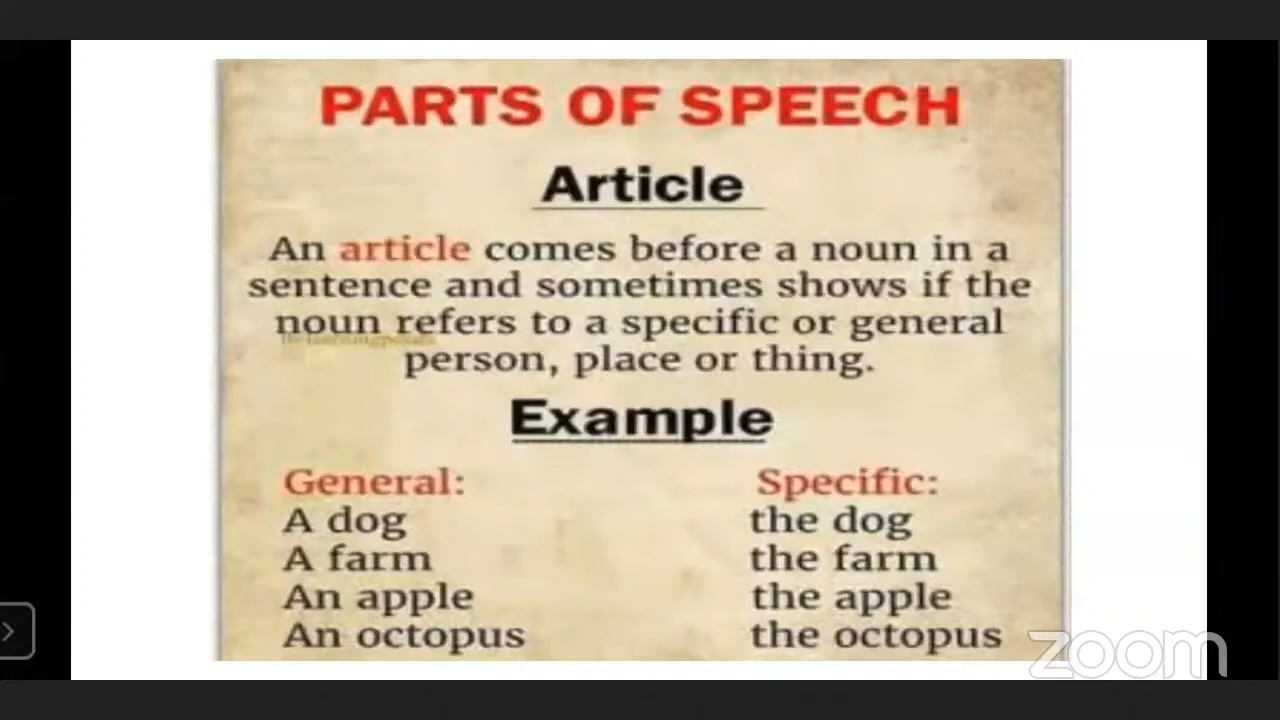 PARTS OF SPEECH
Article
An article comes before a noun in a
sentence and sometimes shows if the
noun refers to a specific or general
person, place or thing.
Example
General:
Specific:
A dog
the dog
A farm
the farm
An apple
the apple
An octopus
the octopus
zoom